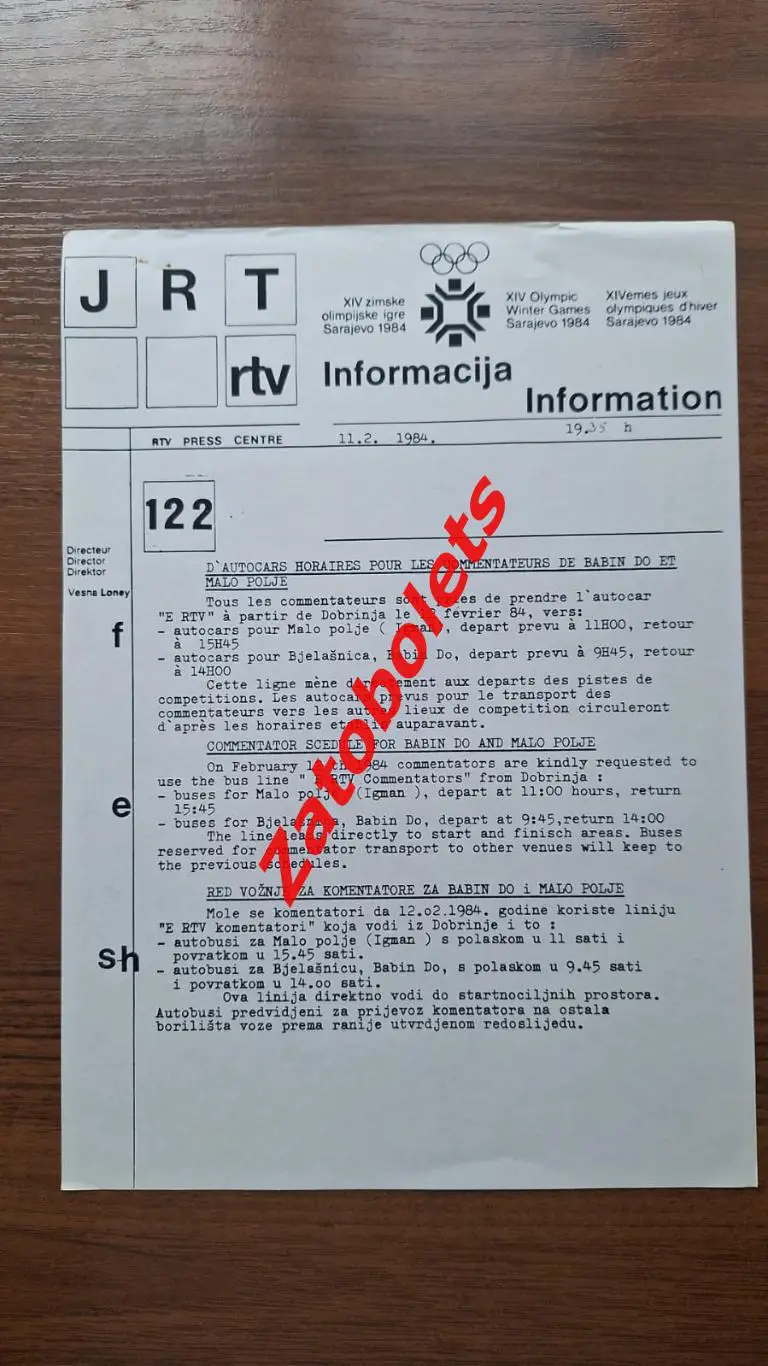 J R T
rtv
XIV zimske
olimpijske igre
Sarajevo 1984
XIV Olympic
Winter Games
Sarajevo 1984
XIVemes jeux
olympiques d'hiver
Sarajevo 1984
Informacija
Information
RTV PRESS CENTRE
11.2. 1984.
19.35 h
122
Directeur
Director
Direktor
Vesna Loney
f
D`AUTOCARS HORAIRES POUR LES COMMENTATEURS DE BABIN DO ET
MALO POLJE
Tous les commentateurs sont de prendre l`autocar
"E RTV" à partir de Dobrinja le février 84, vers:
- autocars pour Malo polje ( Igman , depart prevu à 11H00, retour
à 15H45
- autocars pour Bjelašnica, Babin Do, depart prevu à 9H45, retour
à 14H00
Cette ligne mène directement aux departs des pistes de
competitions. Les autocars prevus pour le transport des
commentateurs vers les autres lieux de competition circuleront
d`après les horaires etablis auparavant.
e
COMMENTATOR FOR BABIN DO AND MALO POLJE
On February 1984 commentators are kindly requested to
use the bus line " E RTV Commentators" from Dobrinja :
- buses for Malo polje (Igman ), depart at 11:00 hours, return
15:45
- buses for Bjelašnica, Babin Do, depart at 9:45,return 14:00
The line leads directly to start and finisch areas. Buses
reserved for commentator transport to other venues will keep to
the previous schedules.
sh
RED VOŽNJE ZA KOMENTATORE ZA BABIN DO i MALO POLJE
Mole se komentatori da 12.o2.1984. godine koriste liniju
"E RTV komentatori" koja vodi iz Dobrinje i to :
- autobusi za Malo polje (Igman ) s polaskom u 11 sati i
povratkom u 15.45 sati.
- autobusi za Bjelašnicu, Babin Do, s polaskom u 9.45 sati
i povratkom u 14.oo sati.
Ova linija direktno vodi do startnociljnih prostora.
Autobusi predvidjeni za prijevoz komentatora na ostala
borilišta voze prema ranije utvrdjenom redoslijedu.
Zatobolets